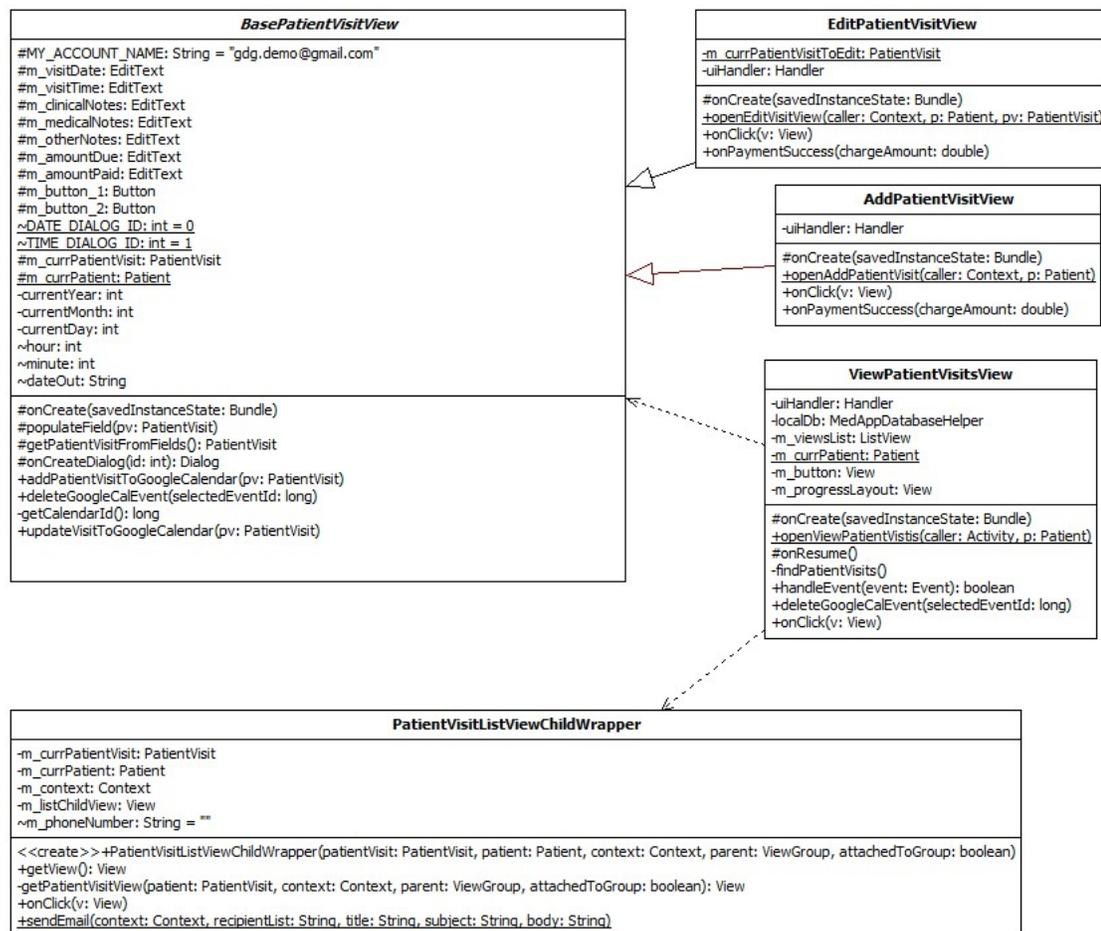 BasePatientVisitView
#MY_ACCOUNT_NAME: String = "gdg.demo@gmail.com"
#m_visitDate: EditText
#m_visitTime: EditText
#m_clinicalNotes: EditText
#m_medicalNotes: EditText
#m_otherNotes: EditText
#m_amountDue: EditText
#m_amountPaid: EditText
#m_button_1: Button
#m_button_2: Button
~DATE_DIALOG_ID: int = 0
~TIME_DIALOG_ID: int = 1
#m_currPatientVisit: PatientVisit
#m_currPatient: Patient
-currentYear: int
-currentMonth: int
-currentDay: int
~hour: int
~minute: int
~dateOut: String
#onCreate(savedInstanceState: Bundle)
#populateField(pv: PatientVisit)
#getPatientVisitFromFields(): PatientVisit
#onCreateDialog(id: int): Dialog
+addPatientVisitToGoogleCalendar(pv: PatientVisit)
+deleteGoogleCalEvent(selectedEventId: long)
-getCalendarId(): long
+updateVisitToGoogleCalendar(pv: PatientVisit)
EditPatientVisitView
-m_currPatientVisitToEdit: PatientVisit
-uiHandler: Handler
#onCreate(savedInstanceState: Bundle)
+openEditVisitView(caller: Context, p: Patient, pv: PatientVisit)
+onClick(v: View)
+onPaymentSuccess(chargeAmount: double)
AddPatientVisitView
-uiHandler: Handler
#onCreate(savedInstanceState: Bundle)
+openAddPatientVisit(caller: Context, p: Patient)
+onClick(v: View)
+onPaymentSuccess(chargeAmount: double)
ViewPatientVisitsView
-uiHandler: Handler
-localDb: MedAppDatabaseHelper
-m_viewsList: ListView
-m_currPatient: Patient
-m_button: View
-m_progressLayout: View
#onCreate(savedInstanceState: Bundle)
+openViewPatientVistis(caller: Activity, p: Patient)
#onResume()
-findPatientVisits()
+handleEvent(event: Event): boolean
+deleteGoogleCalEvent(selectedEventId: long)
+onClick(v: View)
PatientVisitListViewChildWrapper
-m_currPatientVisit: PatientVisit
-m_currPatient: Patient
-m_context: Context
-m_listChildView: View
~m_phoneNumber: String = ""
<<create>>+PatientVisitListViewChildWrapper(patientVisit: PatientVisit, patient: Patient, context: Context, parent: ViewGroup, attachedToGroup: boolean)
+getView(): View
-getPatientVisitView(patient: PatientVisit, context: Context, parent: ViewGroup, attachedToGroup: boolean): View
+onClick(v: View)
+sendEmail(context: Context, recipientList: String, title: String, subject: String, body: String)